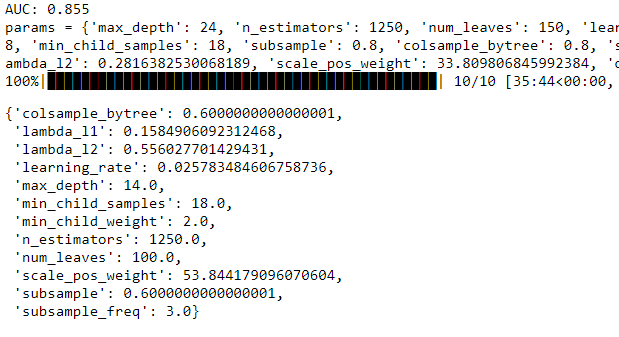 AUC: 0.855
params = {'max_depth': 24, 'n_estimators': 1250, 'num_leaves': 150, 'lear
8, 'min_child_samples': 18, 'subsample': 0.8, 'colsample_bytree': 0.8, 's
ambda_l2': 0.2816382530068189, 'scale_pos_weight': 33.809806845992384, 'c
100%| | 10/10 [35:44<00:00,
{'colsample_bytree': 0.6000000000000001,
'lambda_l1': 0.1584906092312468,
'lambda_l2': 0.556027701429431,
'learning_rate': 0.025783484606758736,
'max_depth': 14.0,
'min_child_samples': 18.0,
'min_child_weight': 2.0,
'n_estimators': 1250.0,
'num_leaves': 100.0,
'scale_pos_weight': 53.844179096070604,
'subsample': 0.6000000000000001,
'subsample_freq': 3.0}